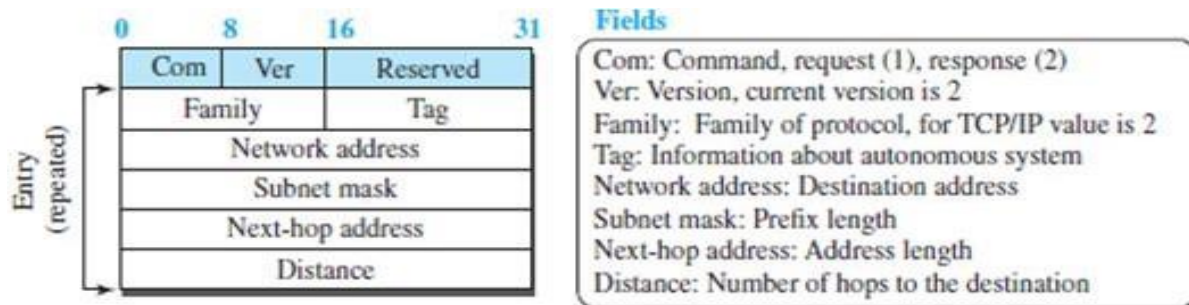 0 8 16 31
Com Ver Reserved
Family Tag
Network address
Subnet mask
Next-hop address
Distance
Entry
(repeated)
Fields
Com: Command, request (1), response (2)
Ver: Version, current version is 2
Family: Family of protocol, for TCP/IP value is 2
Tag: Information about autonomous system
Network address: Destination address
Subnet mask: Prefix length
Next-hop address: Address length
Distance: Number of hops to the destination